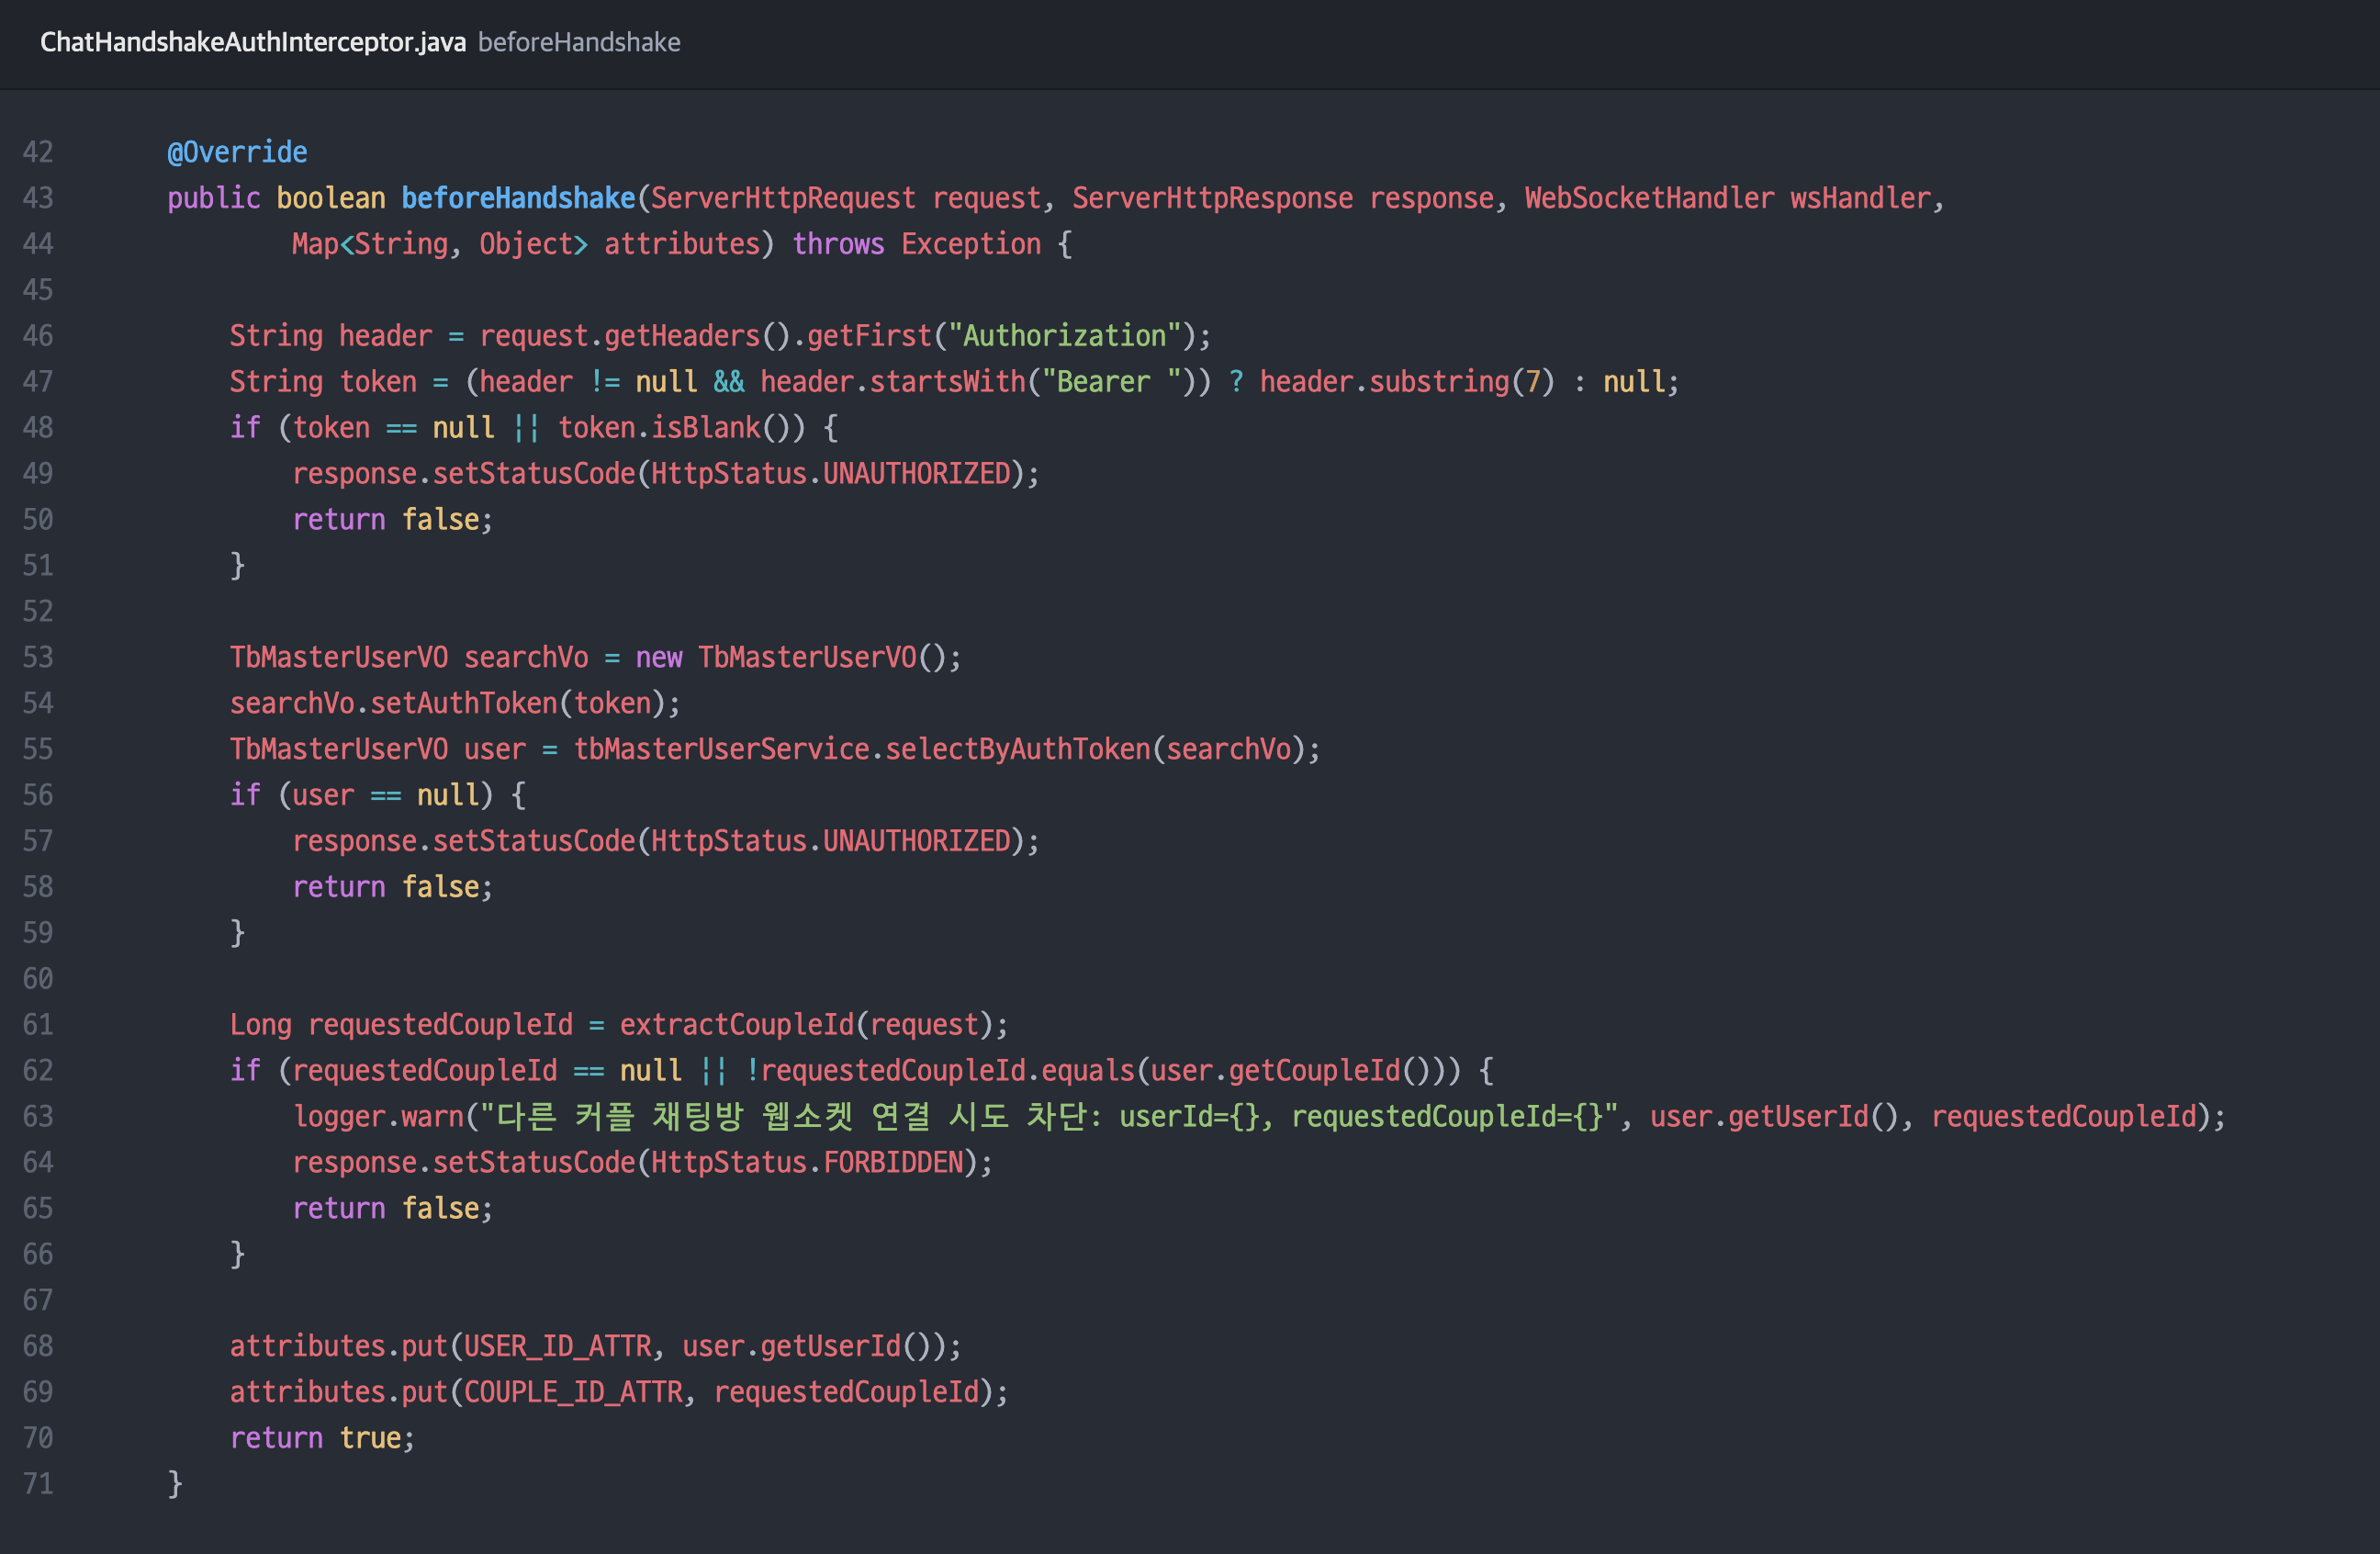 ChatHandshakeAuthInterceptor.java beforeHandshake
42 @Override
43 public boolean beforeHandshake(ServerHttpRequest request, ServerHttpResponse response, WebSocketHandler wsHandler,
44 Map<String, Object> attributes) throws Exception {
45
46 String header = request.getHeaders().getFirst("Authorization");
47 String token = (header != null && header.startsWith("Bearer ")) ? header.substring(7) : null;
48 if (token == null || token.isBlank()) {
49 response.setStatusCode(HttpStatus.UNAUTHORIZED);
50 return false;
51 }
52
53 TbMasterUserVO searchVo = new TbMasterUserVO();
54 searchVo.setAuthToken(token);
55 TbMasterUserVO user = tbMasterUserService.selectByAuthToken(searchVo);
56 if (user == null) {
57 response.setStatusCode(HttpStatus.UNAUTHORIZED);
58 return false;
59 }
60
61 Long requestedCoupleId = extractCoupleId(request);
62 if (requestedCoupleId == null || !requestedCoupleId.equals(user.getCoupleId())) {
63 logger.warn("다른 커플 채팅방 웹소켓 연결 시도 차단: userId={}, requestedCoupleId={}", user.getUserId(), requestedCoupleId);
64 response.setStatusCode(HttpStatus.FORBIDDEN);
65 return false;
66 }
67
68 attributes.put(USER_ID_ATTR, user.getUserId());
69 attributes.put(COUPLE_ID_ATTR, requestedCoupleId);
70 return true;
71 }